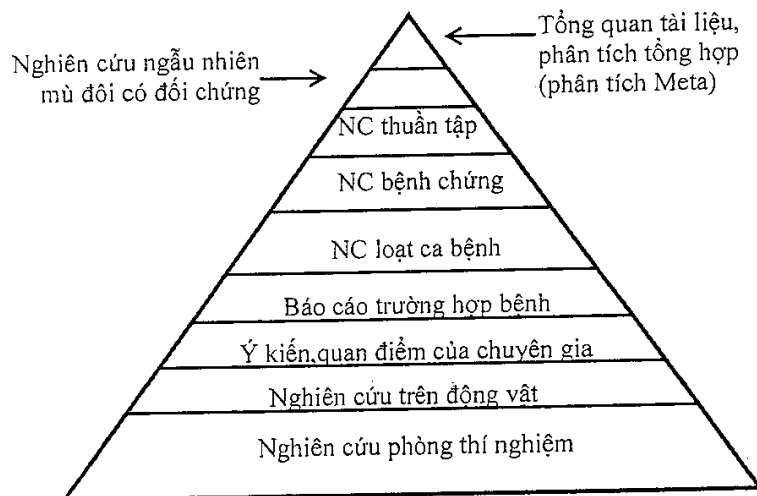 Tổng quan tài liệu,
phân tích tổng hợp
(phân tích Meta)
Nghiên cứu ngẫu nhiên
mù đôi có đối chứng
NC thuần tập
NC bệnh chứng
NC loạt ca bệnh
Báo cáo trường hợp bệnh
Ý kiến,quan điểm của chuyên gia
Nghiên cứu trên động vật
Nghiên cứu phòng thí nghiệm